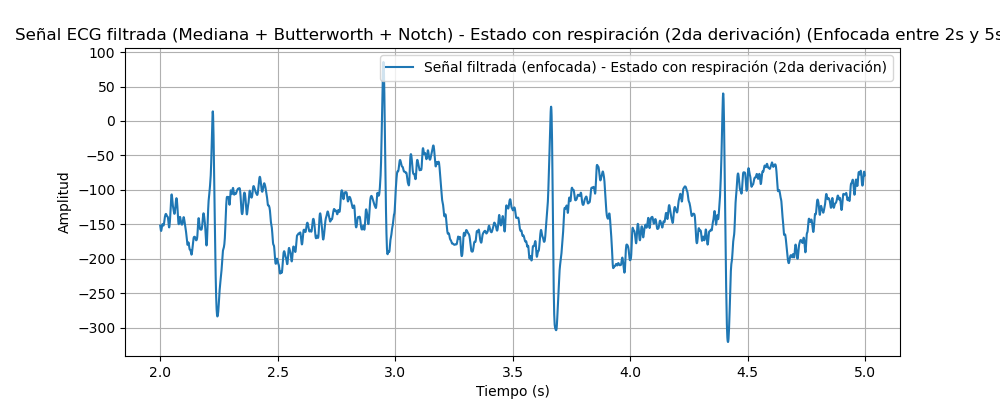 Señal ECG filtrada (Mediana + Butterworth + Notch) - Estado con respiración (2da derivación) (Enfocada entre 2s y 5s
Señal filtrada (enfocada) - Estado con respiración (2da derivación)
Amplitud
100
50
0
−50
−100
−150
−200
−250
−300
2.0 2.5 3.0 3.5 4.0 4.5 5.0
Tiempo (s)